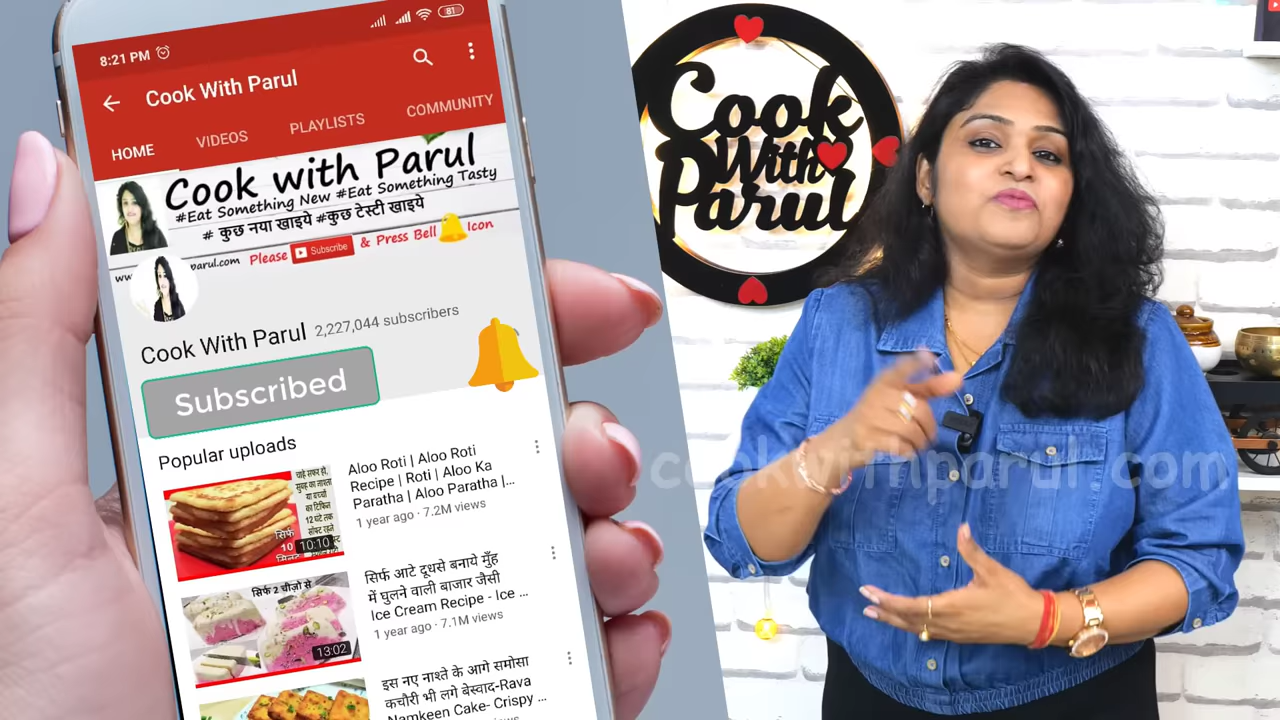 8:21 PM
81
Cook With Parul
HOME
VIDEOS
PLAYLISTS
COMMUNITY
Cook with Parul
#Eat Something New #Eat Something Tasty
# कुछ नया खाइये #कुछ टेस्टी खाइये
parul.com Please Subscribe & Press Bell Icon
Cook With Parul 2,227,044 subscribers
Subscribed
Popular uploads
Aloo Roti | Aloo Roti
Recipe | Roti | Aloo Ka
Paratha | Aloo Paratha |...
1 year ago · 7.2M views
सिर्फ
10
10:10
सिर्फ आटे दूधसे बनाये मुँह
में घुलने वाली बाजार जैसी
Ice Cream Recipe - Ice ...
1 year ago · 7.1M views
सिर्फ 2 चीज़ो से
13:02
इस नए नाश्ते के आगे समोसा
कचौरी भी लगे बेस्वाद-Rava
Namkeen Cake- Crispy ...
Cook
With
Parul
cookwithparul.com